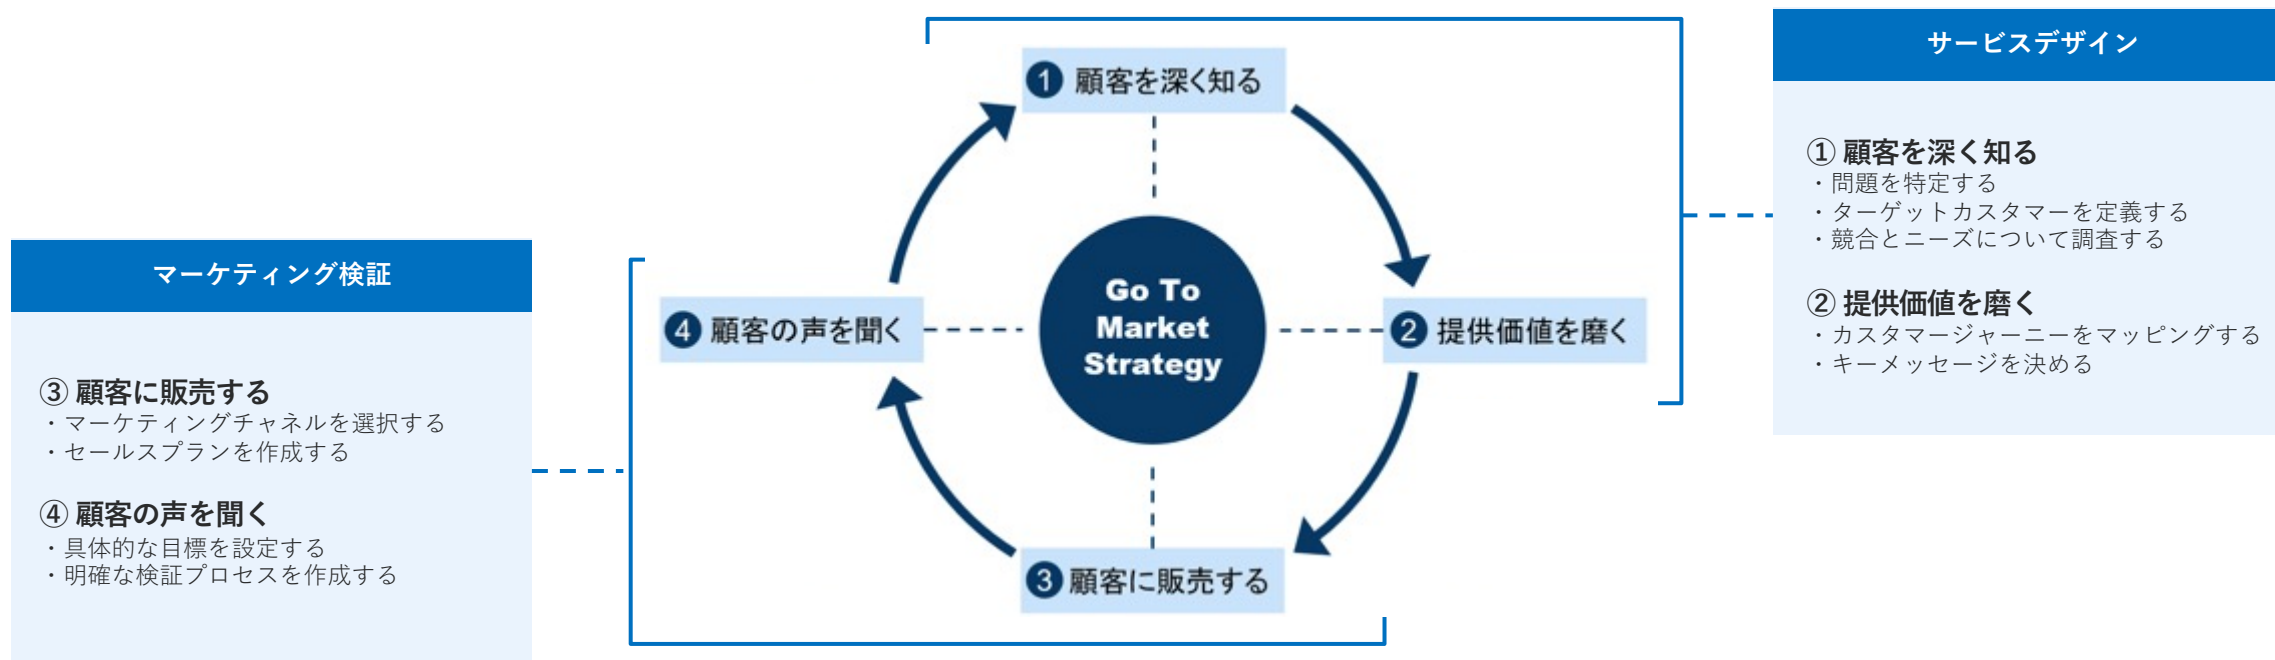 マーケティング検証
③ 顧客に販売する
・マーケティングチャネルを選択する
・セールスプランを作成する
④ 顧客の声を聞く
・具体的な目標を設定する
・明確な検証プロセスを作成する
1 顧客を深く知る
4 顧客の声を聞く
Go To
Market
Strategy
2 提供価値を磨く
3 顧客に販売する
サービスデザイン
① 顧客を深く知る
・問題を特定する
・ターゲットカスタマーを定義する
・競合とニーズについて調査する
② 提供価値を磨く
・カスタマージャーニーをマッピングする
・キーメッセージを決める